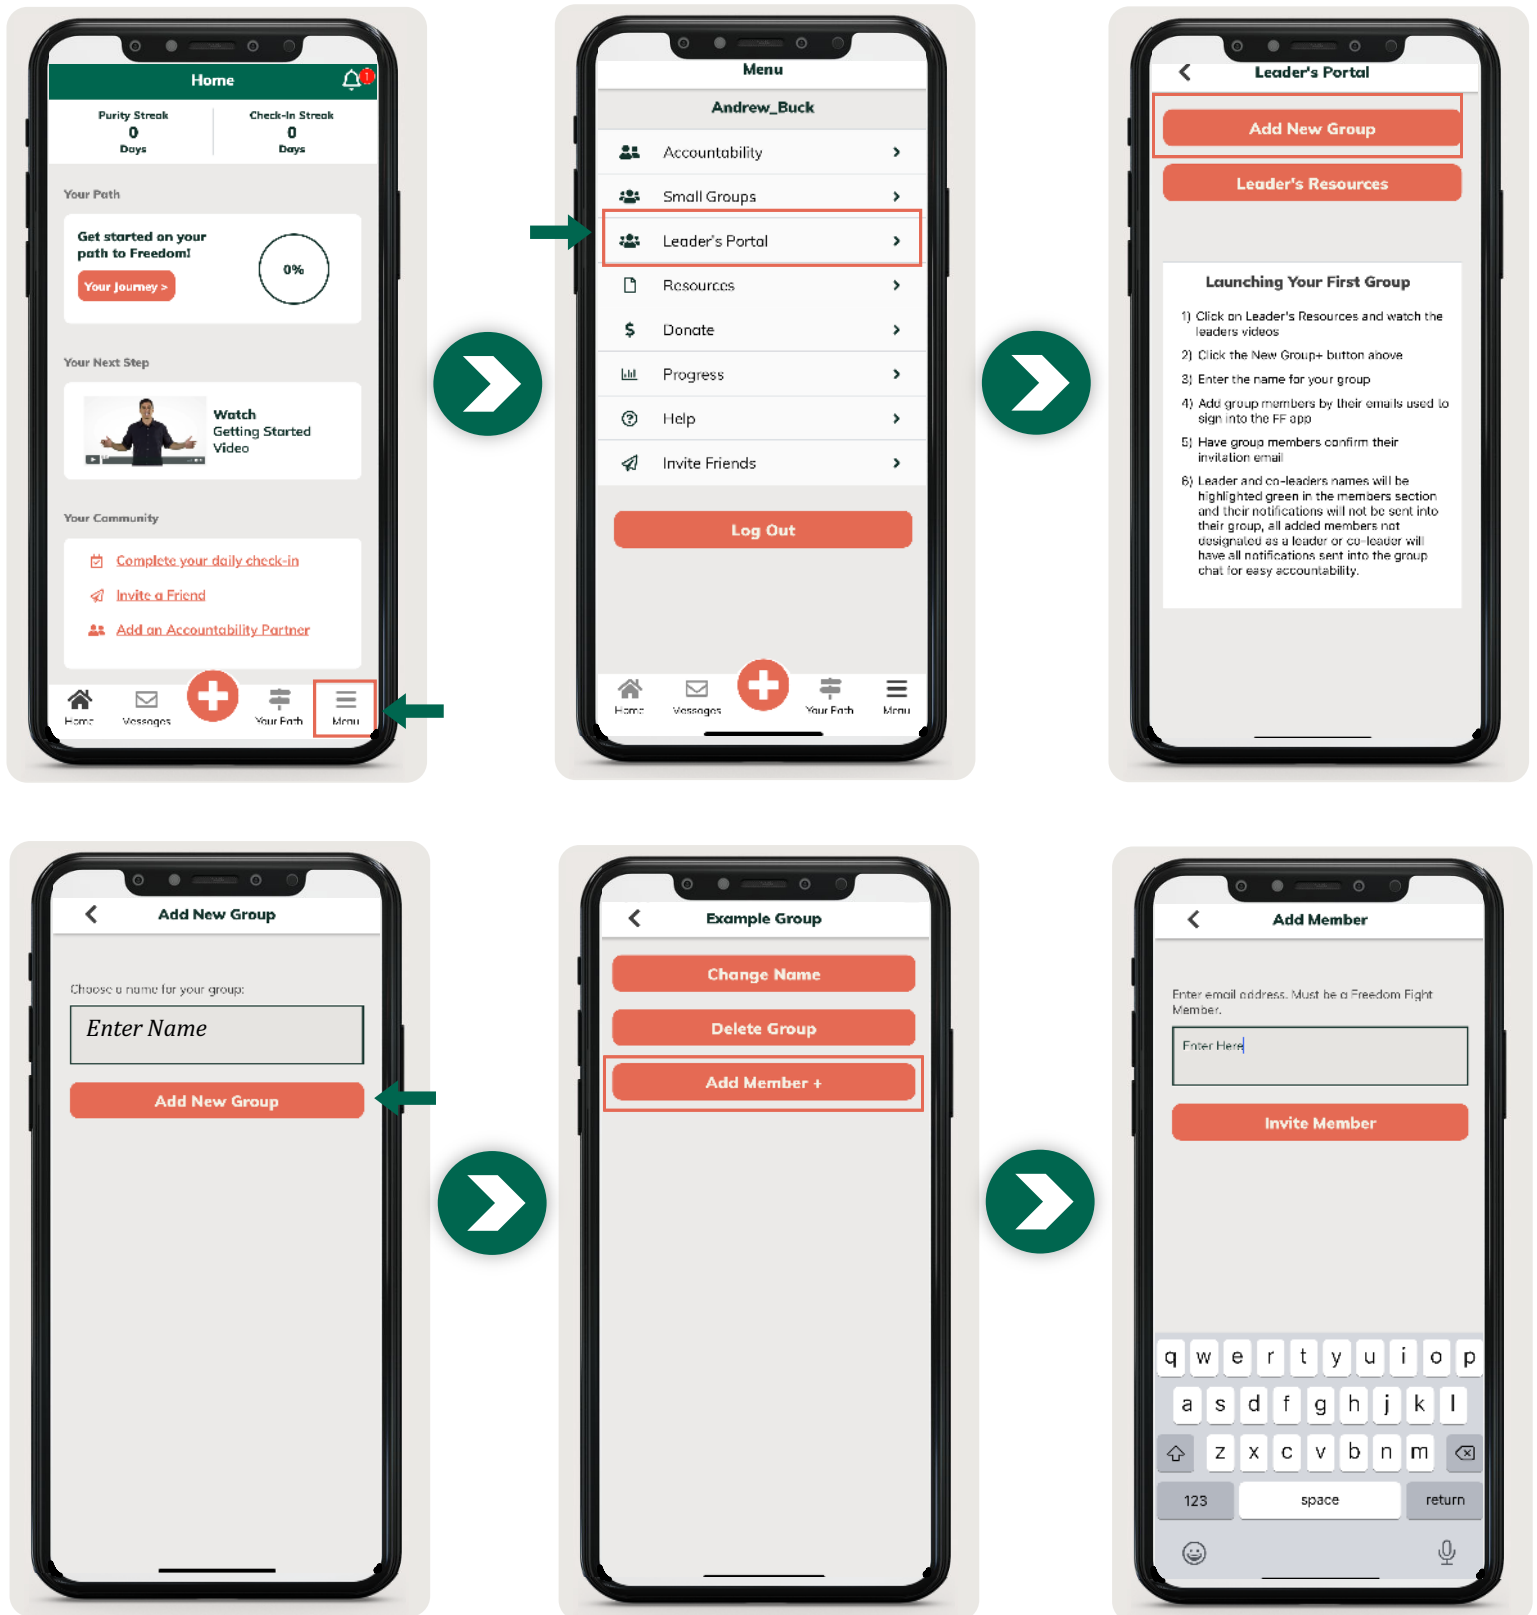 Home
1
Purity Streak
0
Days
Check-In Streak
0
Days
Your Path
Get started on your
path to Freedom!
Your Journey >
0%
Your Next Step
Watch
Getting Started
Video
Your Community
Complete your daily check-in
Invite a Friend
Add an Accountability Partner
Home
Messages
Your Path
Menu
Menu
Andrew_Buck
Accountability
Small Groups
Leader's Portal
Resources
Donate
Progress
Help
Invite Friends
Log Out
Home
Messages
Your Path
Menu
Leader's Portal
Add New Group
Leader's Resources
Launching Your First Group
1) Click on Leader's Resources and watch the
leaders videos
2) Click the New Group+ button above
3) Enter the name for your group
4) Add group members by their emails used to
sign into the FF app
5) Have group members confirm their
invitation email
6) Leader and co-leaders names will be
highlighted green in the members section
and their notifications will not be sent into
their group, all added members not
designated as a leader or co-leader will
have all notifications sent into the group
chat for easy accountability.
Add New Group
Choose a name for your group:
Enter Name
Add New Group
Example Group
Change Name
Delete Group
Add Member +
Add Member
Enter email address. Must be a Freedom Fight
Member.
Enter Here
Invite Member
q w e r t y u i o p
a s d f g h j k l
z x c v b n m
123 space return